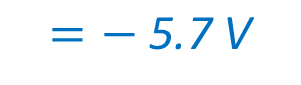 = − 5.7 V